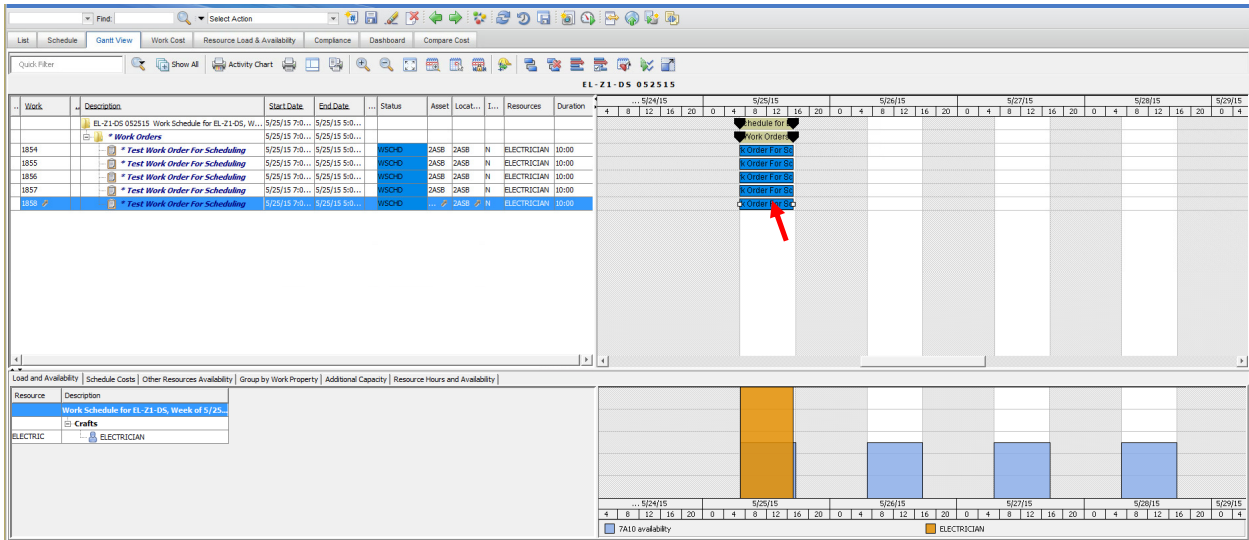 Find: Select Action
List Schedule Gantt View Work Cost Resource Load & Availability Compliance Dashboard Compare Cost
Quick Filter Show All Activity Chart
EL-Z1-DS 052515
.. Work .. Description Start Date End Date ... Status Asset Locat... I... Resources Duration
... 5/24/15 5/25/15 5/26/15 5/27/15 5/28/15 5/29/15
4 8 12 16 20 0 4 8 12 16 20 0 4 8 12 16 20 0 4 8 12 16 20 0 4 8 12 16 20 0 4
EL-Z1-DS 052515 Work Schedule for EL-Z1-DS, W... 5/25/15 7:0... 5/25/15 5:0... hedule for
* Work Orders 5/25/15 7:0... 5/25/15 5:0... Work Orders
1854 * Test Work Order For Scheduling 5/25/15 7:0... 5/25/15 5:0... WSCHD 2ASB 2ASB N ELECTRICIAN 10:00 k Order For Sc
1855 * Test Work Order For Scheduling 5/25/15 7:0... 5/25/15 5:0... WSCHD 2ASB 2ASB N ELECTRICIAN 10:00 k Order For Sc
1856 * Test Work Order For Scheduling 5/25/15 7:0... 5/25/15 5:0... WSCHD 2ASB 2ASB N ELECTRICIAN 10:00 k Order For Sc
1857 * Test Work Order For Scheduling 5/25/15 7:0... 5/25/15 5:0... WSCHD 2ASB 2ASB N ELECTRICIAN 10:00 k Order For Sc
1858 * Test Work Order For Scheduling 5/25/15 7:0... 5/25/15 5:0... WSCHD ... 2ASB N ELECTRICIAN 10:00 k Order For Sc
Load and Availability Schedule Costs Other Resources Availability Group by Work Property Additional Capacity Resource Hours and Availability
Resource Description
Work Schedule for EL-Z1-DS, Week of 5/25...
Crafts
ELECTRIC ELECTRICIAN
... 5/24/15 5/25/15 5/26/15 5/27/15 5/28/15 5/29/15
4 8 12 16 20 0 4 8 12 16 20 0 4 8 12 16 20 0 4 8 12 16 20 0 4 8 12 16 20 0 4
7A10 availability ELECTRICIAN